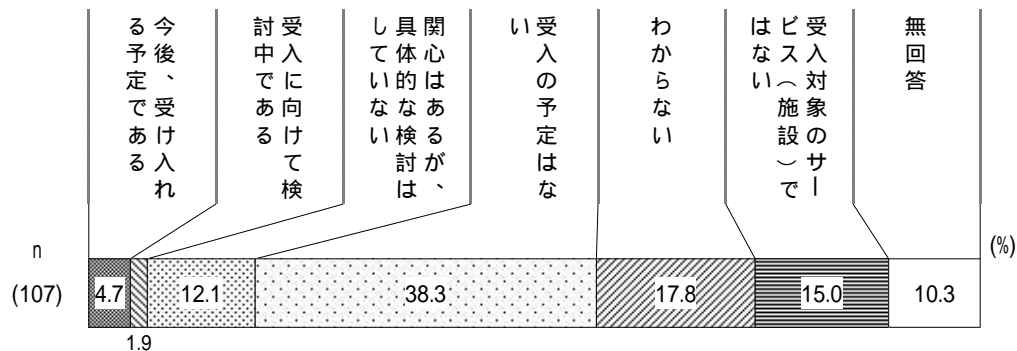 今後、受け入れ
る予定である
受入に向けて検
討中である
関心はあるが、
具体的な検討は
していない
受入の予定はな
い
わからない
受入対象のサー
ビス（施設）で
はない
無回答
n
(%)
(107)
4.7
12.1
38.3
17.8
15.0
10.3
1.9